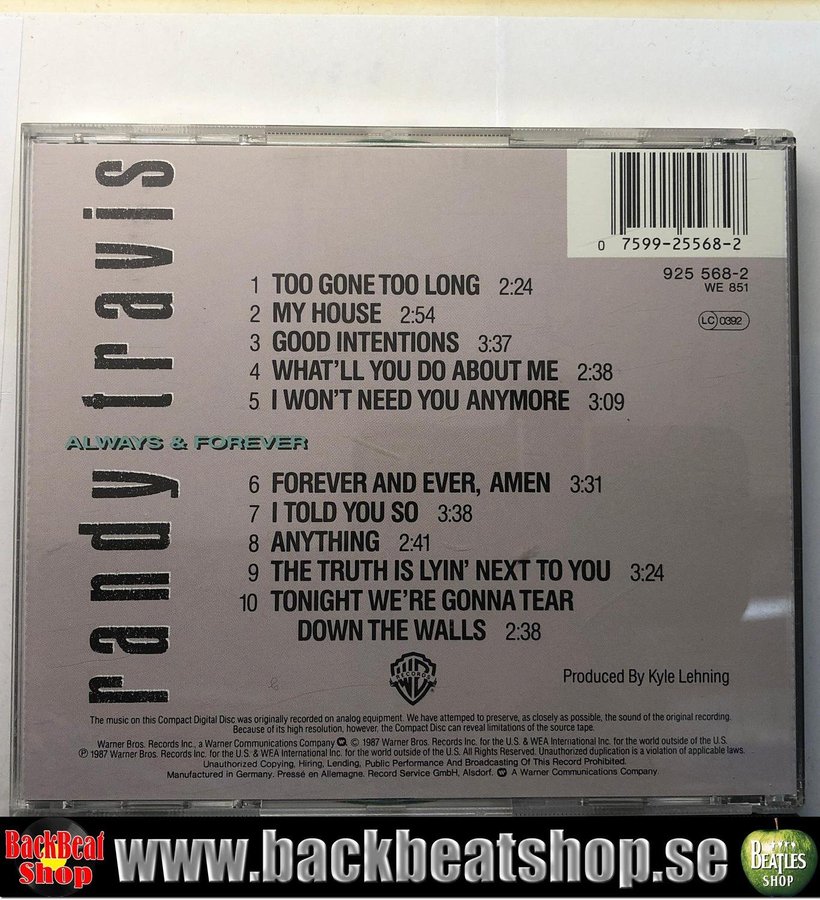 0 7599-25568-2
925 568-2
WE 851
LC 0392
randy travis
ALWAYS & FOREVER
1 TOO GONE TOO LONG 2:24
2 MY HOUSE 2:54
3 GOOD INTENTIONS 3:37
4 WHAT'LL YOU DO ABOUT ME 2:38
5 I WON'T NEED YOU ANYMORE 3:09
6 FOREVER AND EVER, AMEN 3:31
7 I TOLD YOU SO 3:38
8 ANYTHING 2:41
9 THE TRUTH IS LYIN' NEXT TO YOU 3:24
10 TONIGHT WE'RE GONNA TEAR
DOWN THE WALLS 2:38
WB
RECORDS
Produced By Kyle Lehning
The music on this Compact Digital Disc was originally recorded on analog equipment. We have attemped to preserve, as closely as possible, the sound of the original recording.
Because of its high resolution, however, the Compact Disc can reveal limitations of the source tape.
Warner Bros. Records Inc., a Warner Communications Company. © 1987 Warner Bros. Records Inc. for the U.S. & WEA International Inc. for the world outside of the U.S.
℗ 1987 Warner Bros. Records Inc. for the U.S. & WEA International Inc. for the world outside of the U.S. All Rights Reserved. Unauthorized duplication is a violation of applicable laws.
Unauthorized Copying, Hiring, Lending, Public Performance And Broadcasting Of This Record Prohibited.
Manufactured in Germany. Pressé en Allemagne. Record Service GmbH, Alsdorf. A Warner Communications Company
BackBeat
Shop
www.backbeatshop.se
THE
BEATLES
SHOP